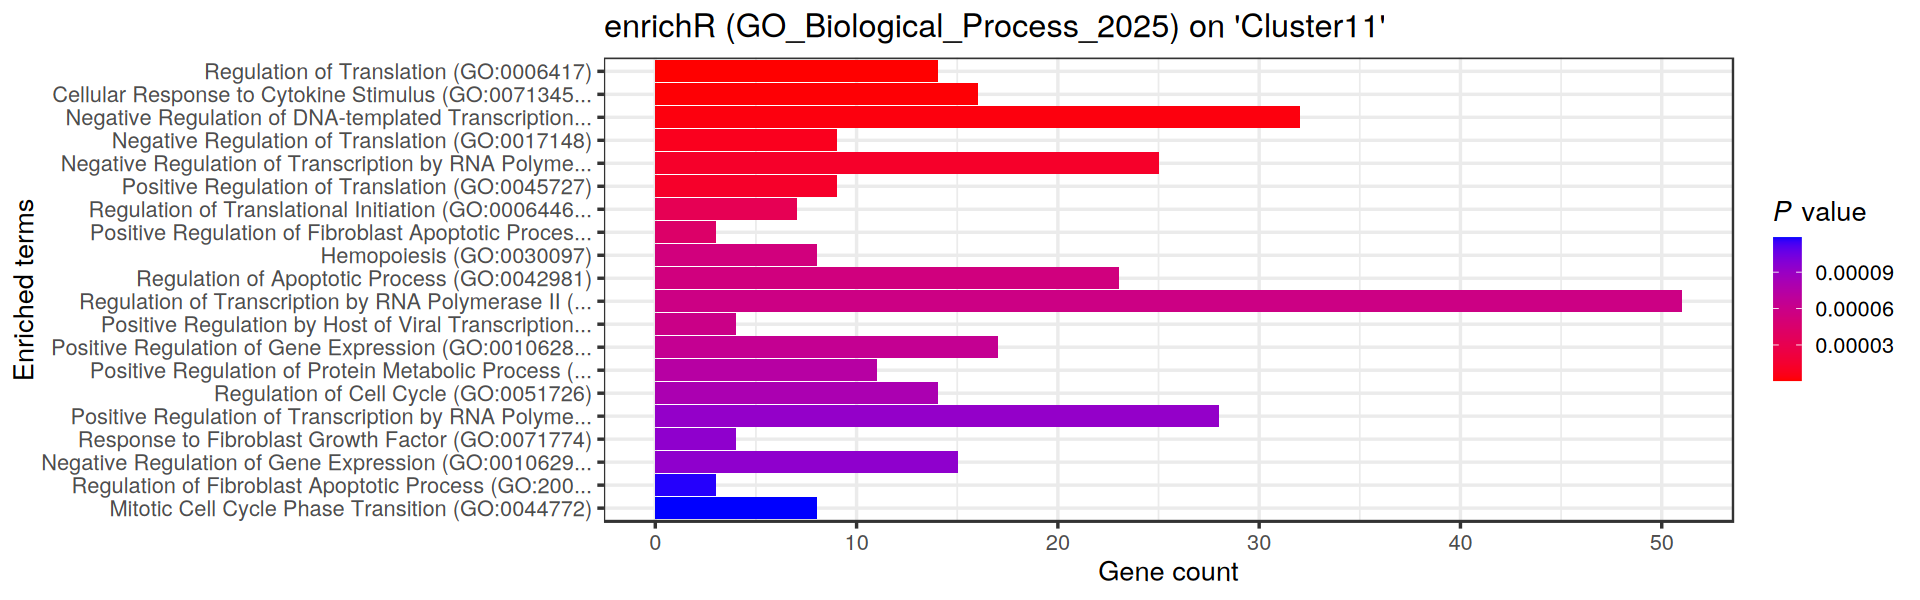 enrichR (GO_Biological_Process_2025) on 'Cluster11'
Enriched terms
Regulation of Translation (GO:0006417)
Cellular Response to Cytokine Stimulus (GO:0071345...
Negative Regulation of DNA-templated Transcription...
Negative Regulation of Translation (GO:0017148)
Negative Regulation of Transcription by RNA Polyme...
Positive Regulation of Translation (GO:0045727)
Regulation of Translational Initiation (GO:0006446...
Positive Regulation of Fibroblast Apoptotic Proces...
Hemopoiesis (GO:0030097)
Regulation of Apoptotic Process (GO:0042981)
Regulation of Transcription by RNA Polymerase II (...
Positive Regulation by Host of Viral Transcription...
Positive Regulation of Gene Expression (GO:0010628...
Positive Regulation of Protein Metabolic Process (...
Regulation of Cell Cycle (GO:0051726)
Positive Regulation of Transcription by RNA Polyme...
Response to Fibroblast Growth Factor (GO:0071774)
Negative Regulation of Gene Expression (GO:0010629...
Regulation of Fibroblast Apoptotic Process (GO:200...
Mitotic Cell Cycle Phase Transition (GO:0044772)
0 10 20 30 40 50
Gene count
P value
0.00009
0.00006
0.00003